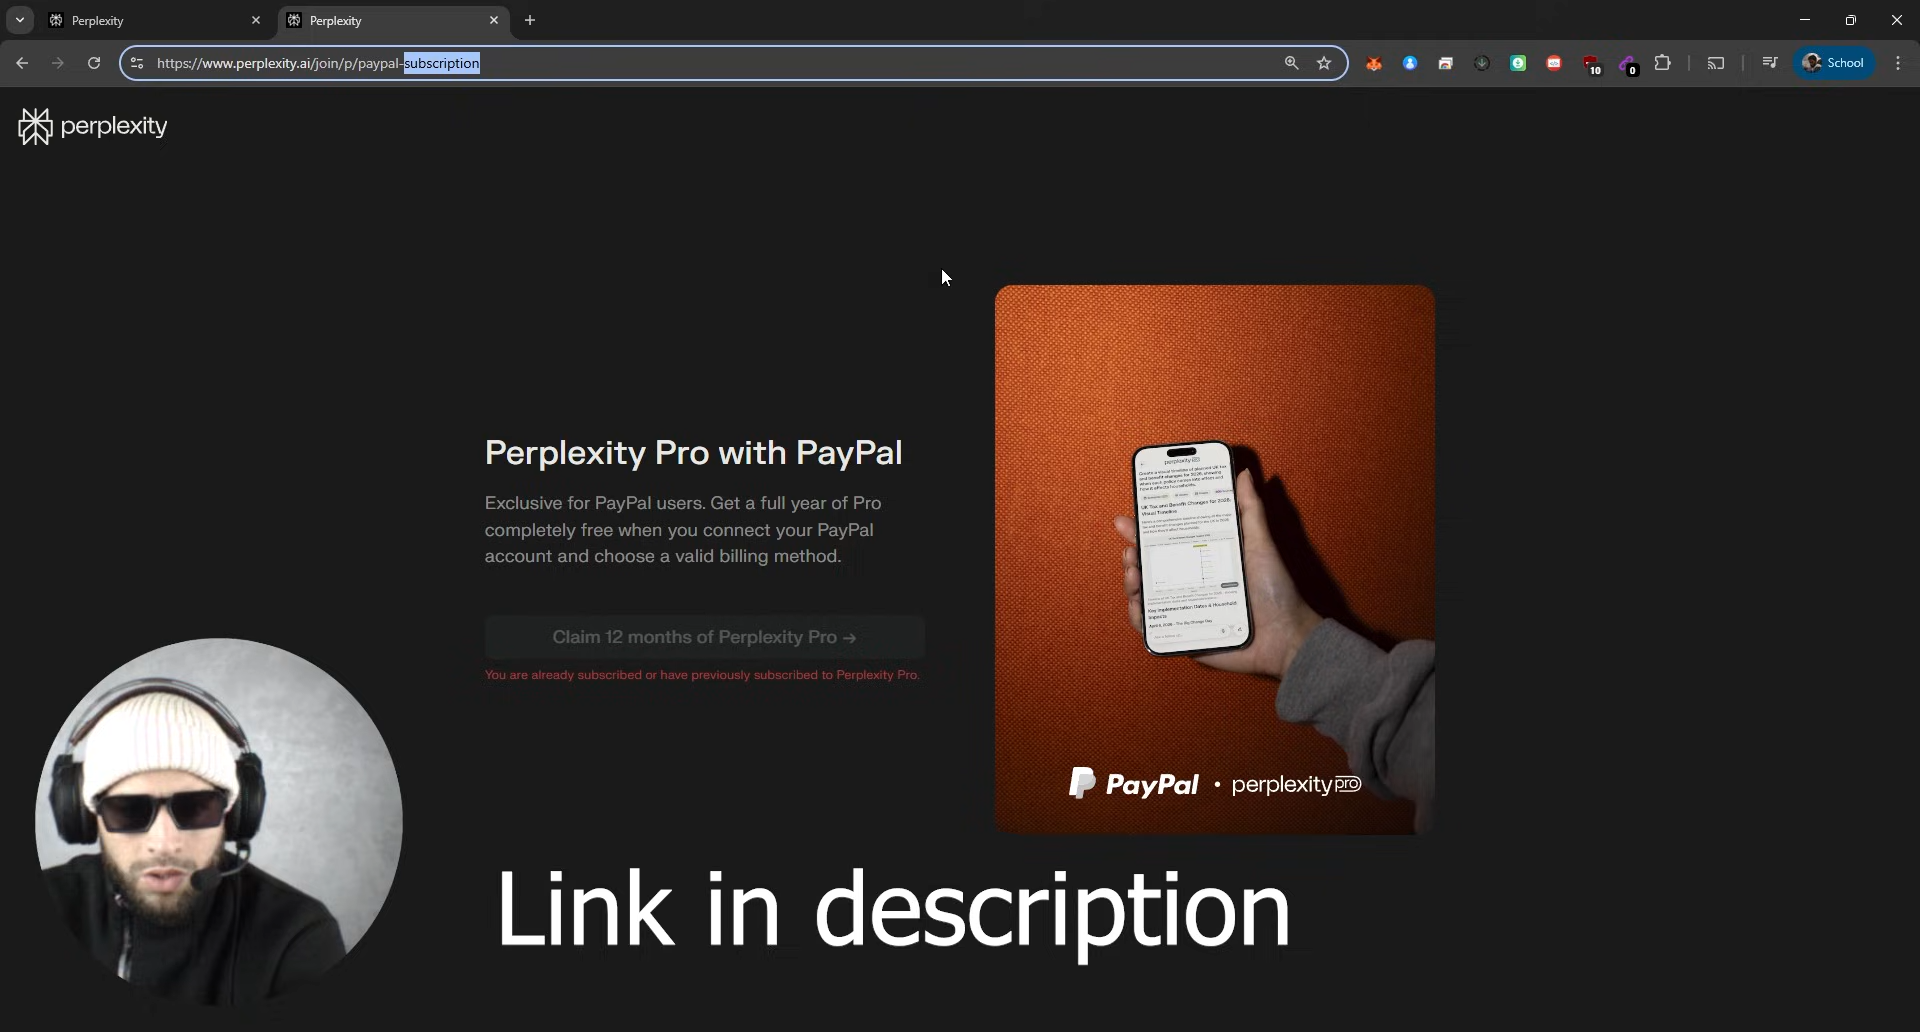 Perplexity
Perplexity
https://www.perplexity.ai/join/p/paypal-subscription
10
0
School
perplexity
Perplexity Pro with PayPal
Exclusive for PayPal users. Get a full year of Pro
completely free when you connect your PayPal
account and choose a valid billing method.
Claim 12 months of Perplexity Pro →
You are already subscribed or have previously subscribed to Perplexity Pro.
PayPal • perplexity pro
Link in description